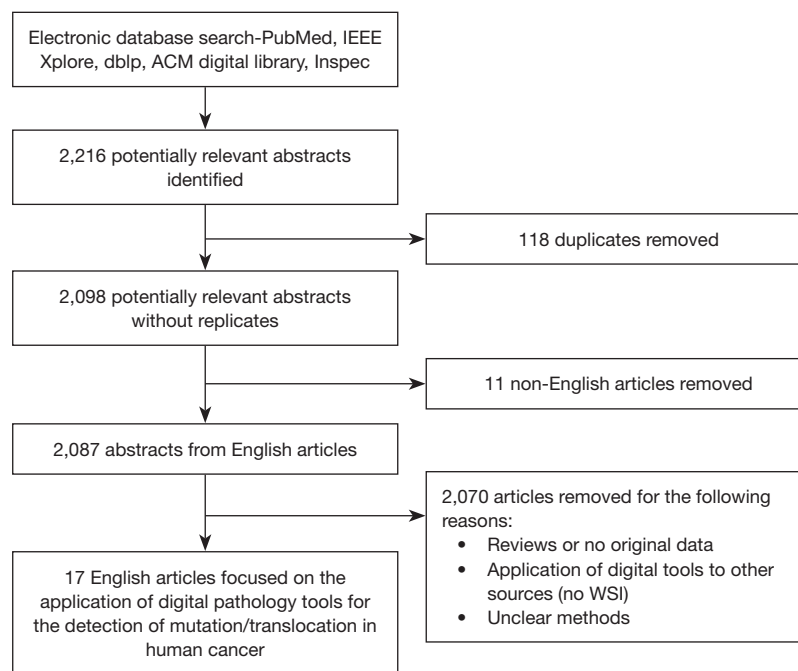 Electronic database search-PubMed, IEEE
Xplore, dblp, ACM digital library, Inspec
2,216 potentially relevant abstracts
identified
118 duplicates removed
2,098 potentially relevant abstracts
without replicates
11 non-English articles removed
2,087 abstracts from English articles
2,070 articles removed for the following
reasons:
• Reviews or no original data
• Application of digital tools to other
sources (no WSI)
• Unclear methods
17 English articles focused on the
application of digital pathology tools for
the detection of mutation/translocation in
human cancer